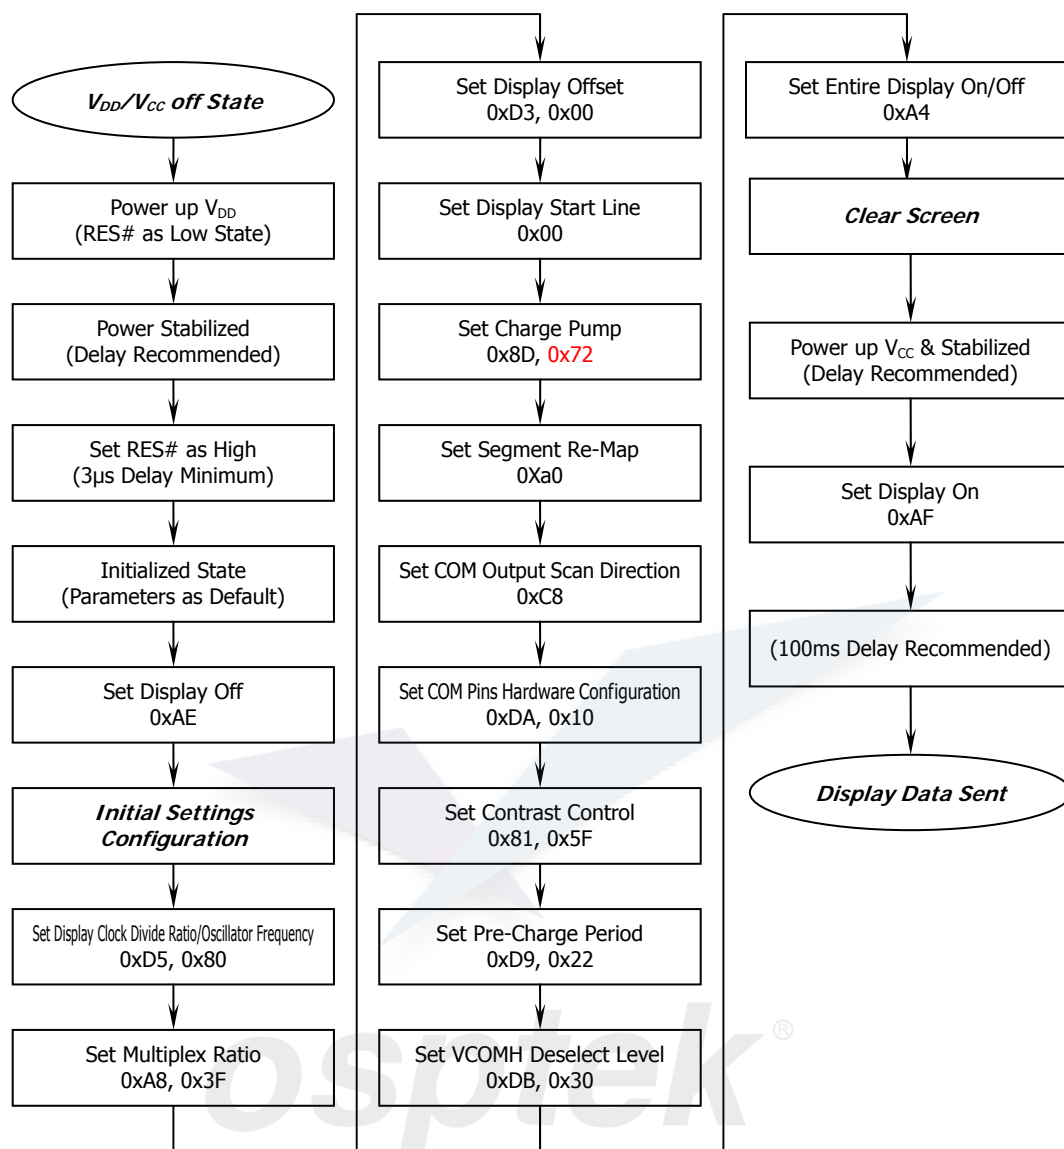 V_DD/V_CC off State
Power up V_DD
(RES# as Low State)
Power Stabilized
(Delay Recommended)
Set RES# as High
(3µs Delay Minimum)
Initialized State
(Parameters as Default)
Set Display Off
0xAE
Initial Settings
Configuration
Set Display Clock Divide Ratio/Oscillator Frequency
0xD5, 0x80
Set Multiplex Ratio
0xA8, 0x3F
Set Display Offset
0xD3, 0x00
Set Display Start Line
0x00
Set Charge Pump
0x8D, 0x72
Set Segment Re-Map
0Xa0
Set COM Output Scan Direction
0xC8
Set COM Pins Hardware Configuration
0xDA, 0x10
Set Contrast Control
0x81, 0x5F
Set Pre-Charge Period
0xD9, 0x22
Set VCOMH Deselect Level
0xDB, 0x30
Set Entire Display On/Off
0xA4
Clear Screen
Power up V_CC & Stabilized
(Delay Recommended)
Set Display On
0xAF
(100ms Delay Recommended)
Display Data Sent
osptek®